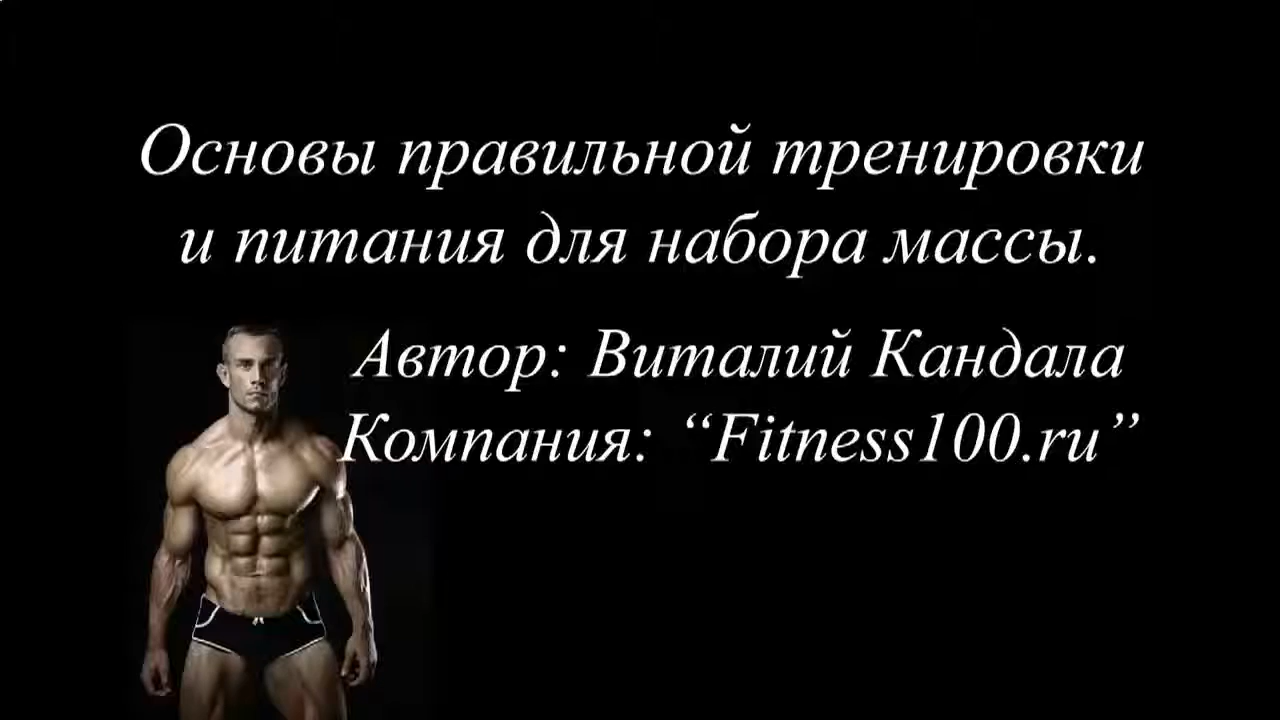 Основы правильной тренировки
и питания для набора массы.
Автор: Виталий Кандала
Компания: “Fitness100.ru”